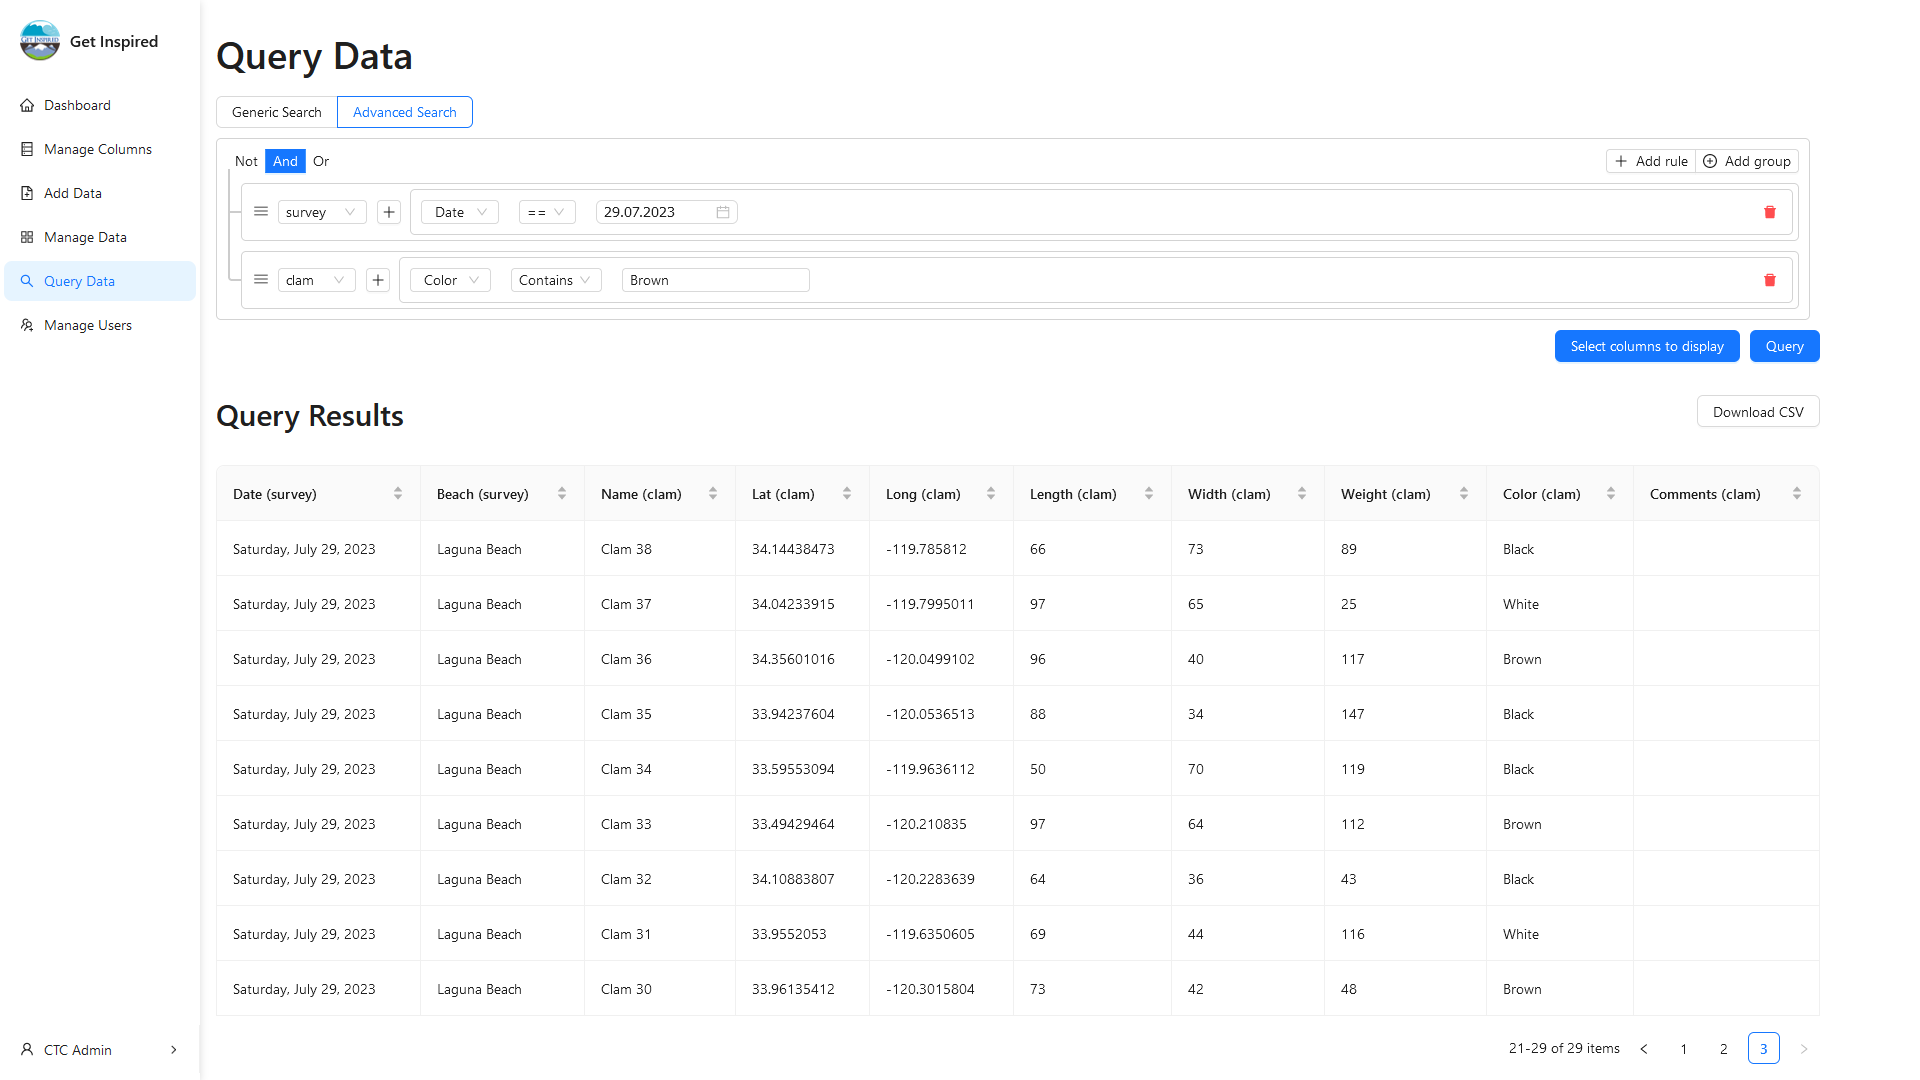 GET INSPIRED
Get Inspired
Dashboard
Manage Columns
Add Data
Manage Data
Query Data
Manage Users
CTC Admin
Query Data
Generic Search Advanced Search
Not And Or Add rule Add group
survey Date == 29.07.2023
clam Color Contains Brown
Select columns to display Query
Query Results Download CSV
Date (survey) Beach (survey) Name (clam) Lat (clam) Long (clam) Length (clam) Width (clam) Weight (clam) Color (clam) Comments (clam)
Saturday, July 29, 2023 Laguna Beach Clam 38 34.14438473 -119.785812 66 73 89 Black
Saturday, July 29, 2023 Laguna Beach Clam 37 34.04233915 -119.7995011 97 65 25 White
Saturday, July 29, 2023 Laguna Beach Clam 36 34.35601016 -120.0499102 96 40 117 Brown
Saturday, July 29, 2023 Laguna Beach Clam 35 33.94237604 -120.0536513 88 34 147 Black
Saturday, July 29, 2023 Laguna Beach Clam 34 33.59553094 -119.9636112 50 70 119 Black
Saturday, July 29, 2023 Laguna Beach Clam 33 33.49429464 -120.210835 97 64 112 Brown
Saturday, July 29, 2023 Laguna Beach Clam 32 34.10883807 -120.2283639 64 36 43 Black
Saturday, July 29, 2023 Laguna Beach Clam 31 33.9552053 -119.6350605 69 44 116 White
Saturday, July 29, 2023 Laguna Beach Clam 30 33.96135412 -120.3015804 73 42 48 Brown
21-29 of 29 items < 1 2 3 >